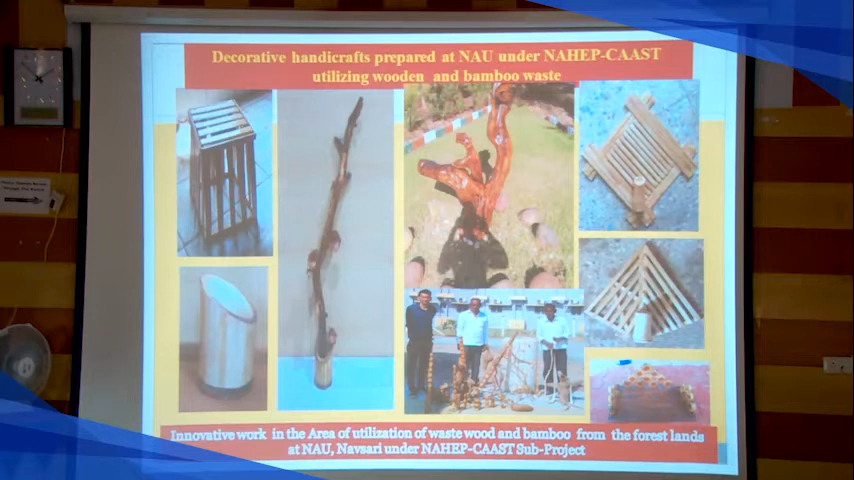 Decorative handicrafts prepared at NAU under NAHEP-CAAST
utilizing wooden and bamboo waste
Innovative work in the Area of utilization of waste wood and bamboo from the forest lands
at NAU, Navsari under NAHEP-CAAST Sub-Project